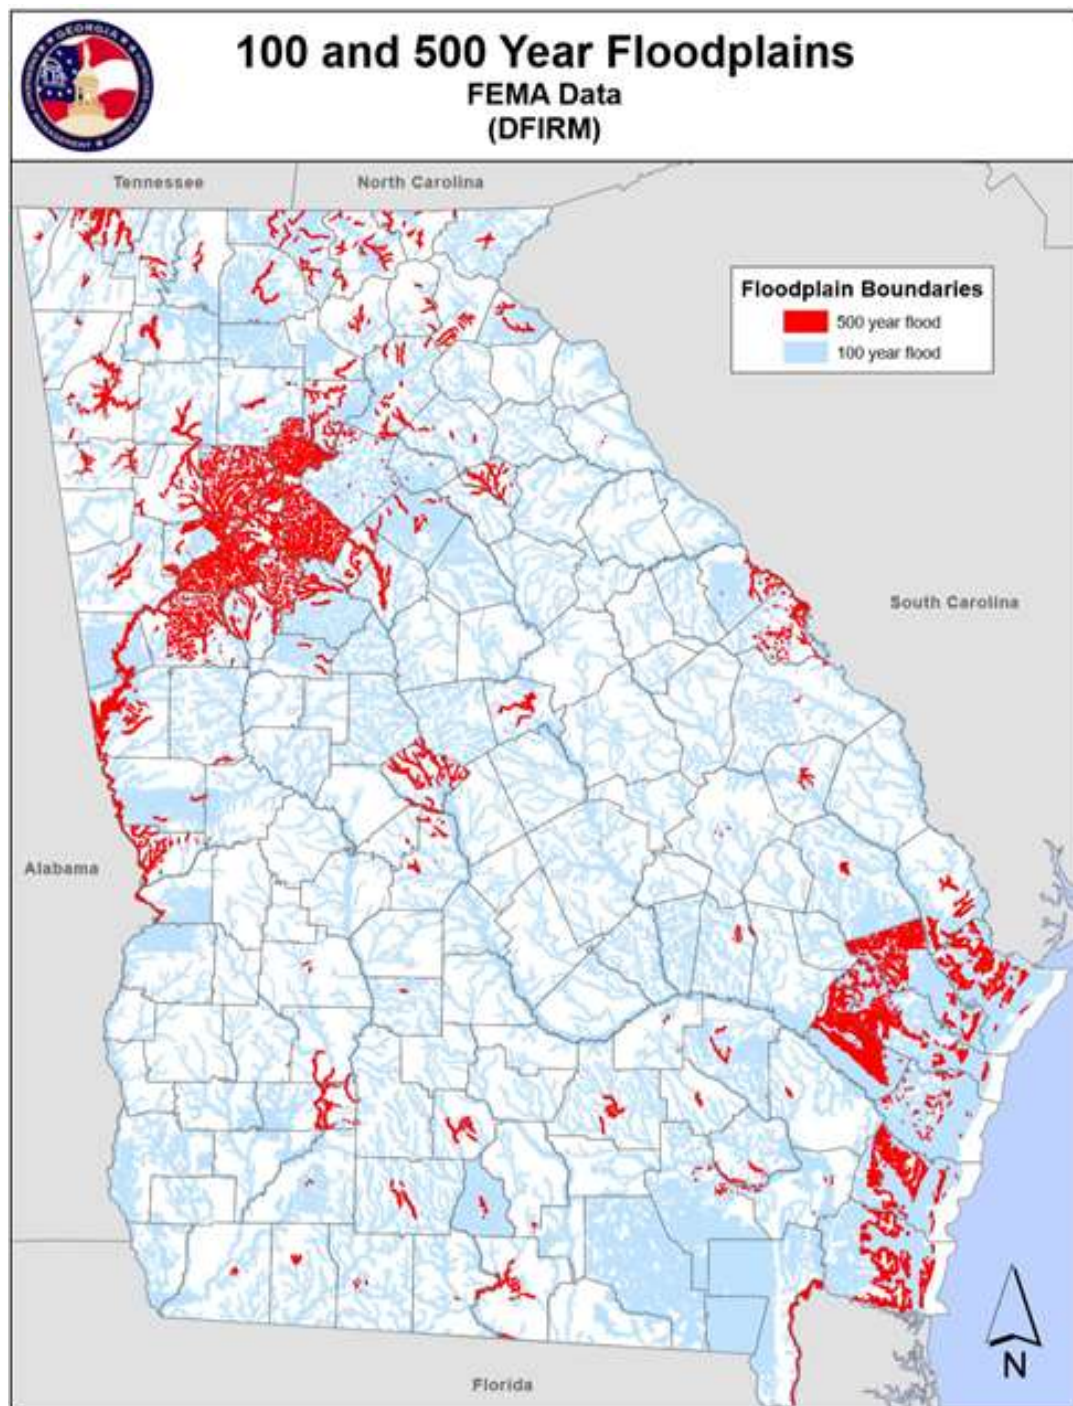 100 and 500 Year Floodplains
FEMA Data
(DFIRM)
GEORGIA
Tennessee
North Carolina
Floodplain Boundaries
500 year flood
100 year flood
South Carolina
Alabama
Florida
N